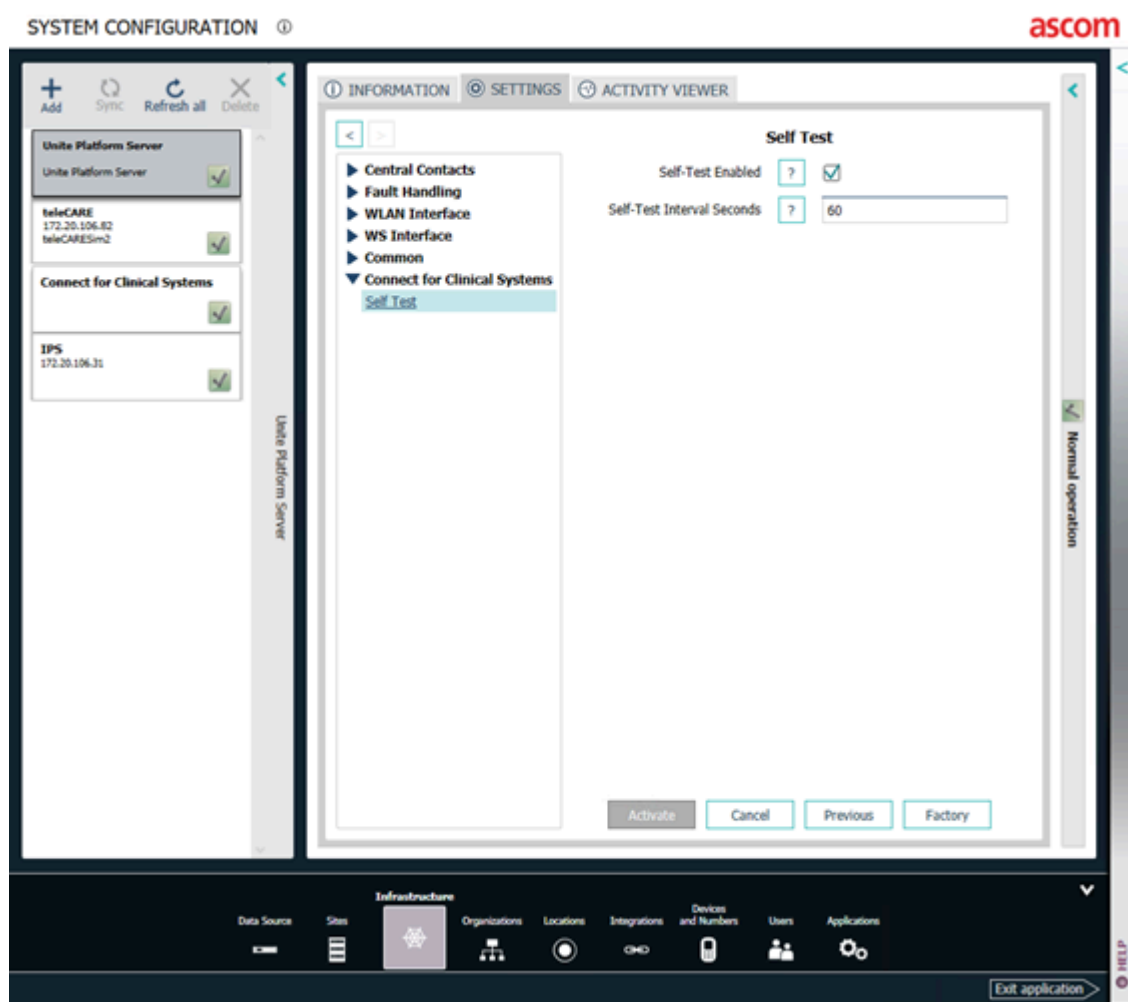 SYSTEM CONFIGURATION
ascom
Add
Sync
Refresh all
Delete
Unite Platform Server
Unite Platform Server
teleCARE
172.20.106.82
teleCARESim2
Connect for Clinical Systems
IPS
172.20.106.31
Unite Platform Server
INFORMATION
SETTINGS
ACTIVITY VIEWER
< >
Central Contacts
Fault Handling
WLAN Interface
WS Interface
Common
Connect for Clinical Systems
Self Test
Self Test
Self-Test Enabled ?
Self-Test Interval Seconds ? 60
Activate
Cancel
Previous
Factory
Normal operation
Data Source
Sites
Infrastructure
Organizations
Locations
Integrations
Devices
and Numbers
Users
Applications
HELP
Exit application